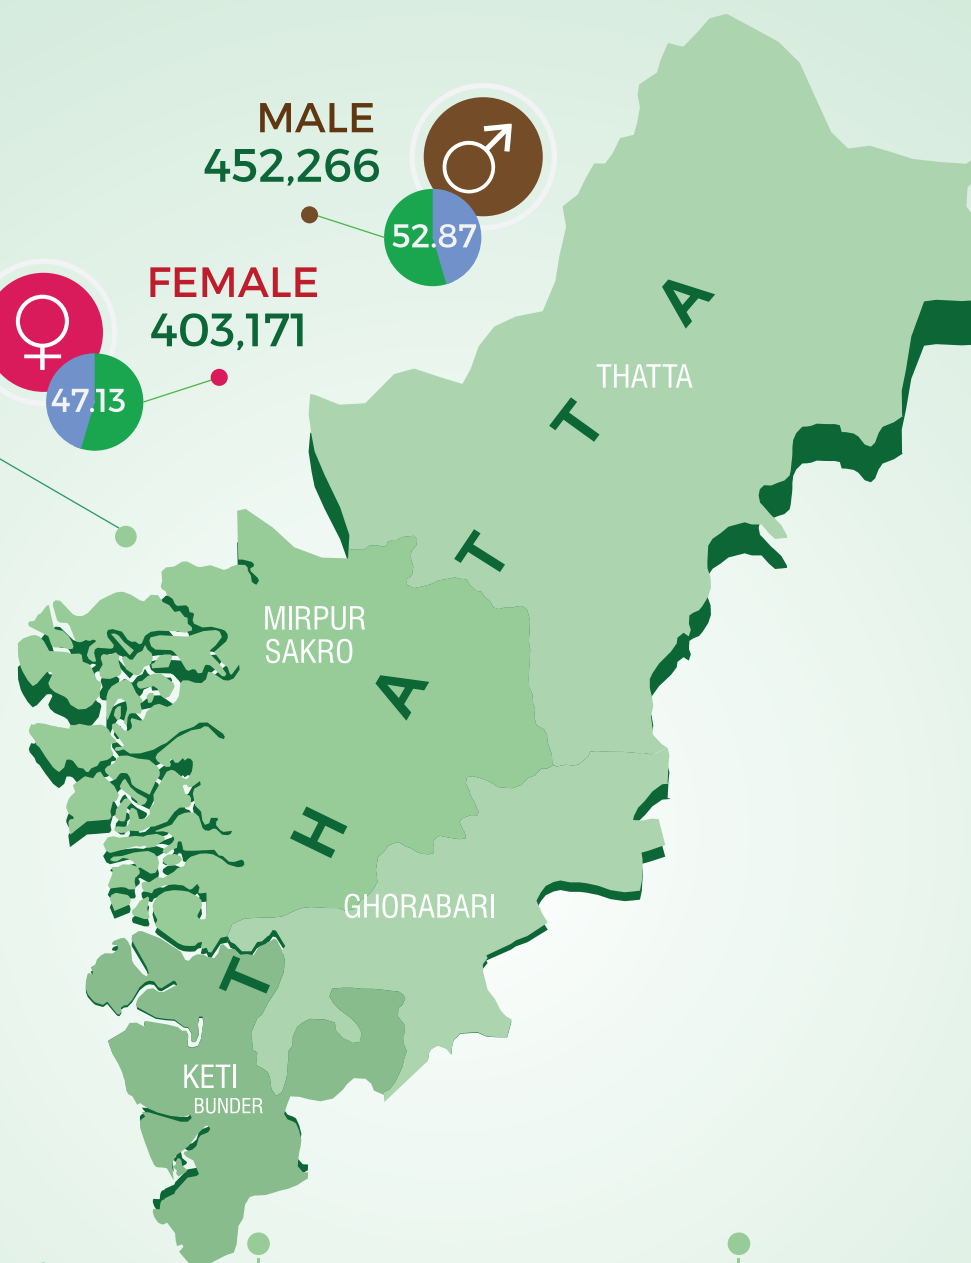 MALE
452,266
52.87
FEMALE
403,171
47.13
THATTA
MIRPUR
SAKRO
GHORABARI
KETI
BUNDER
THATTA